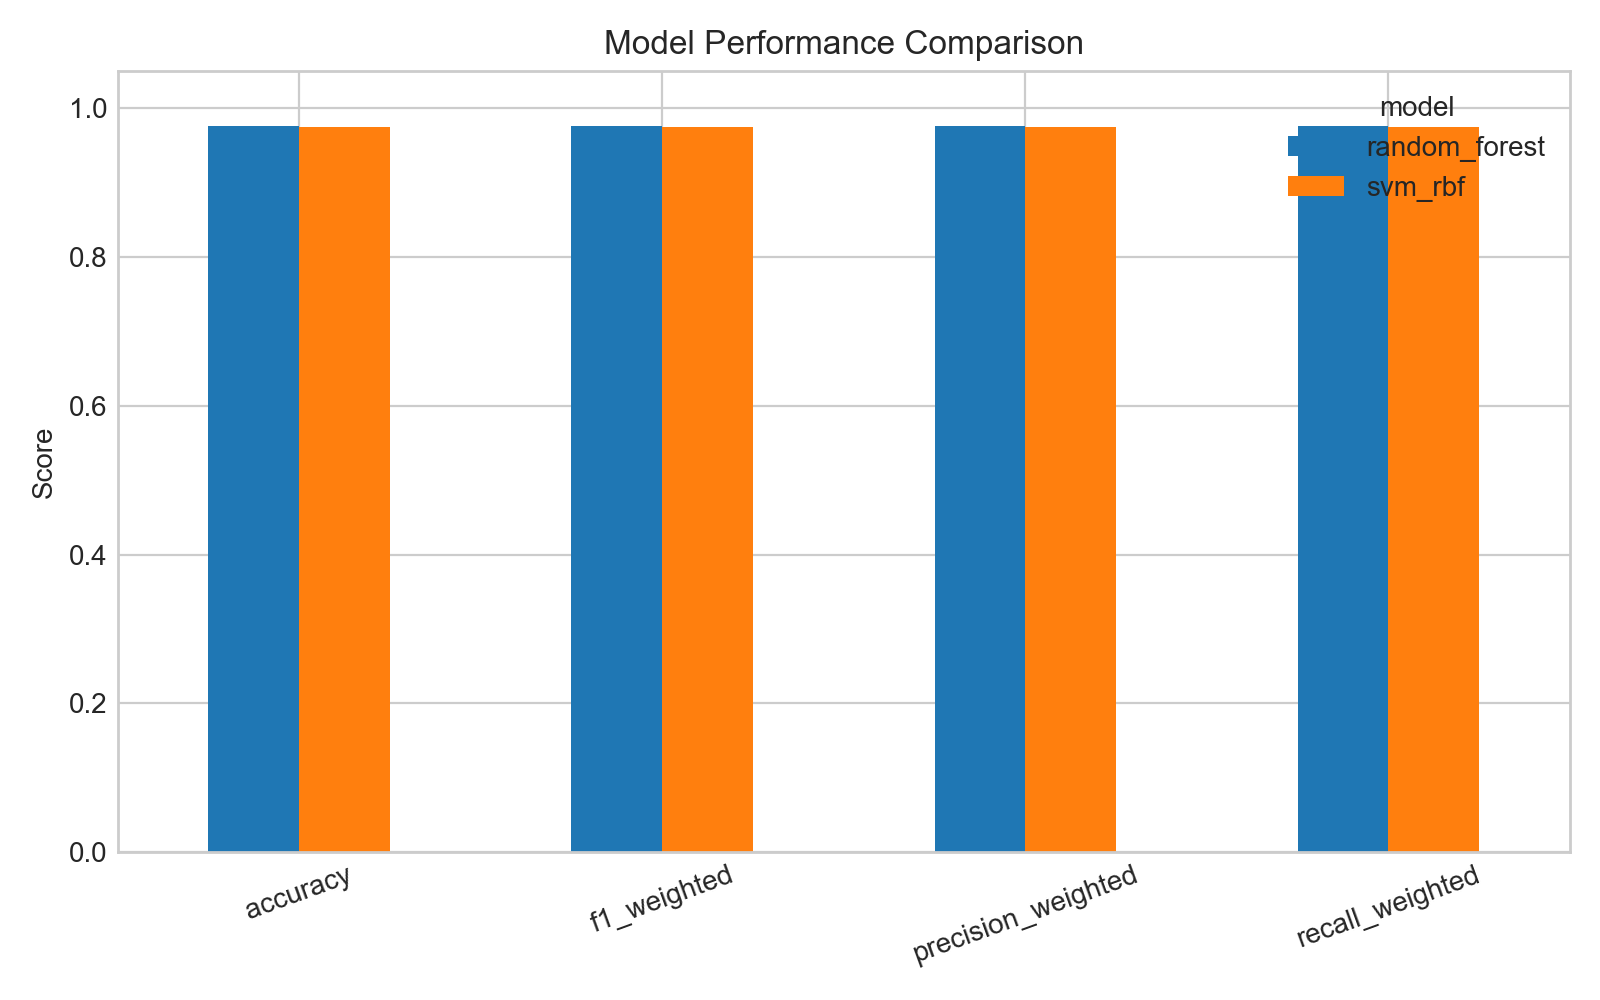 Model Performance Comparison
1.0
0.8
0.6
0.4
0.2
0.0
Score
model
random_forest
svm_rbf
accuracy
f1_weighted
precision_weighted
recall_weighted